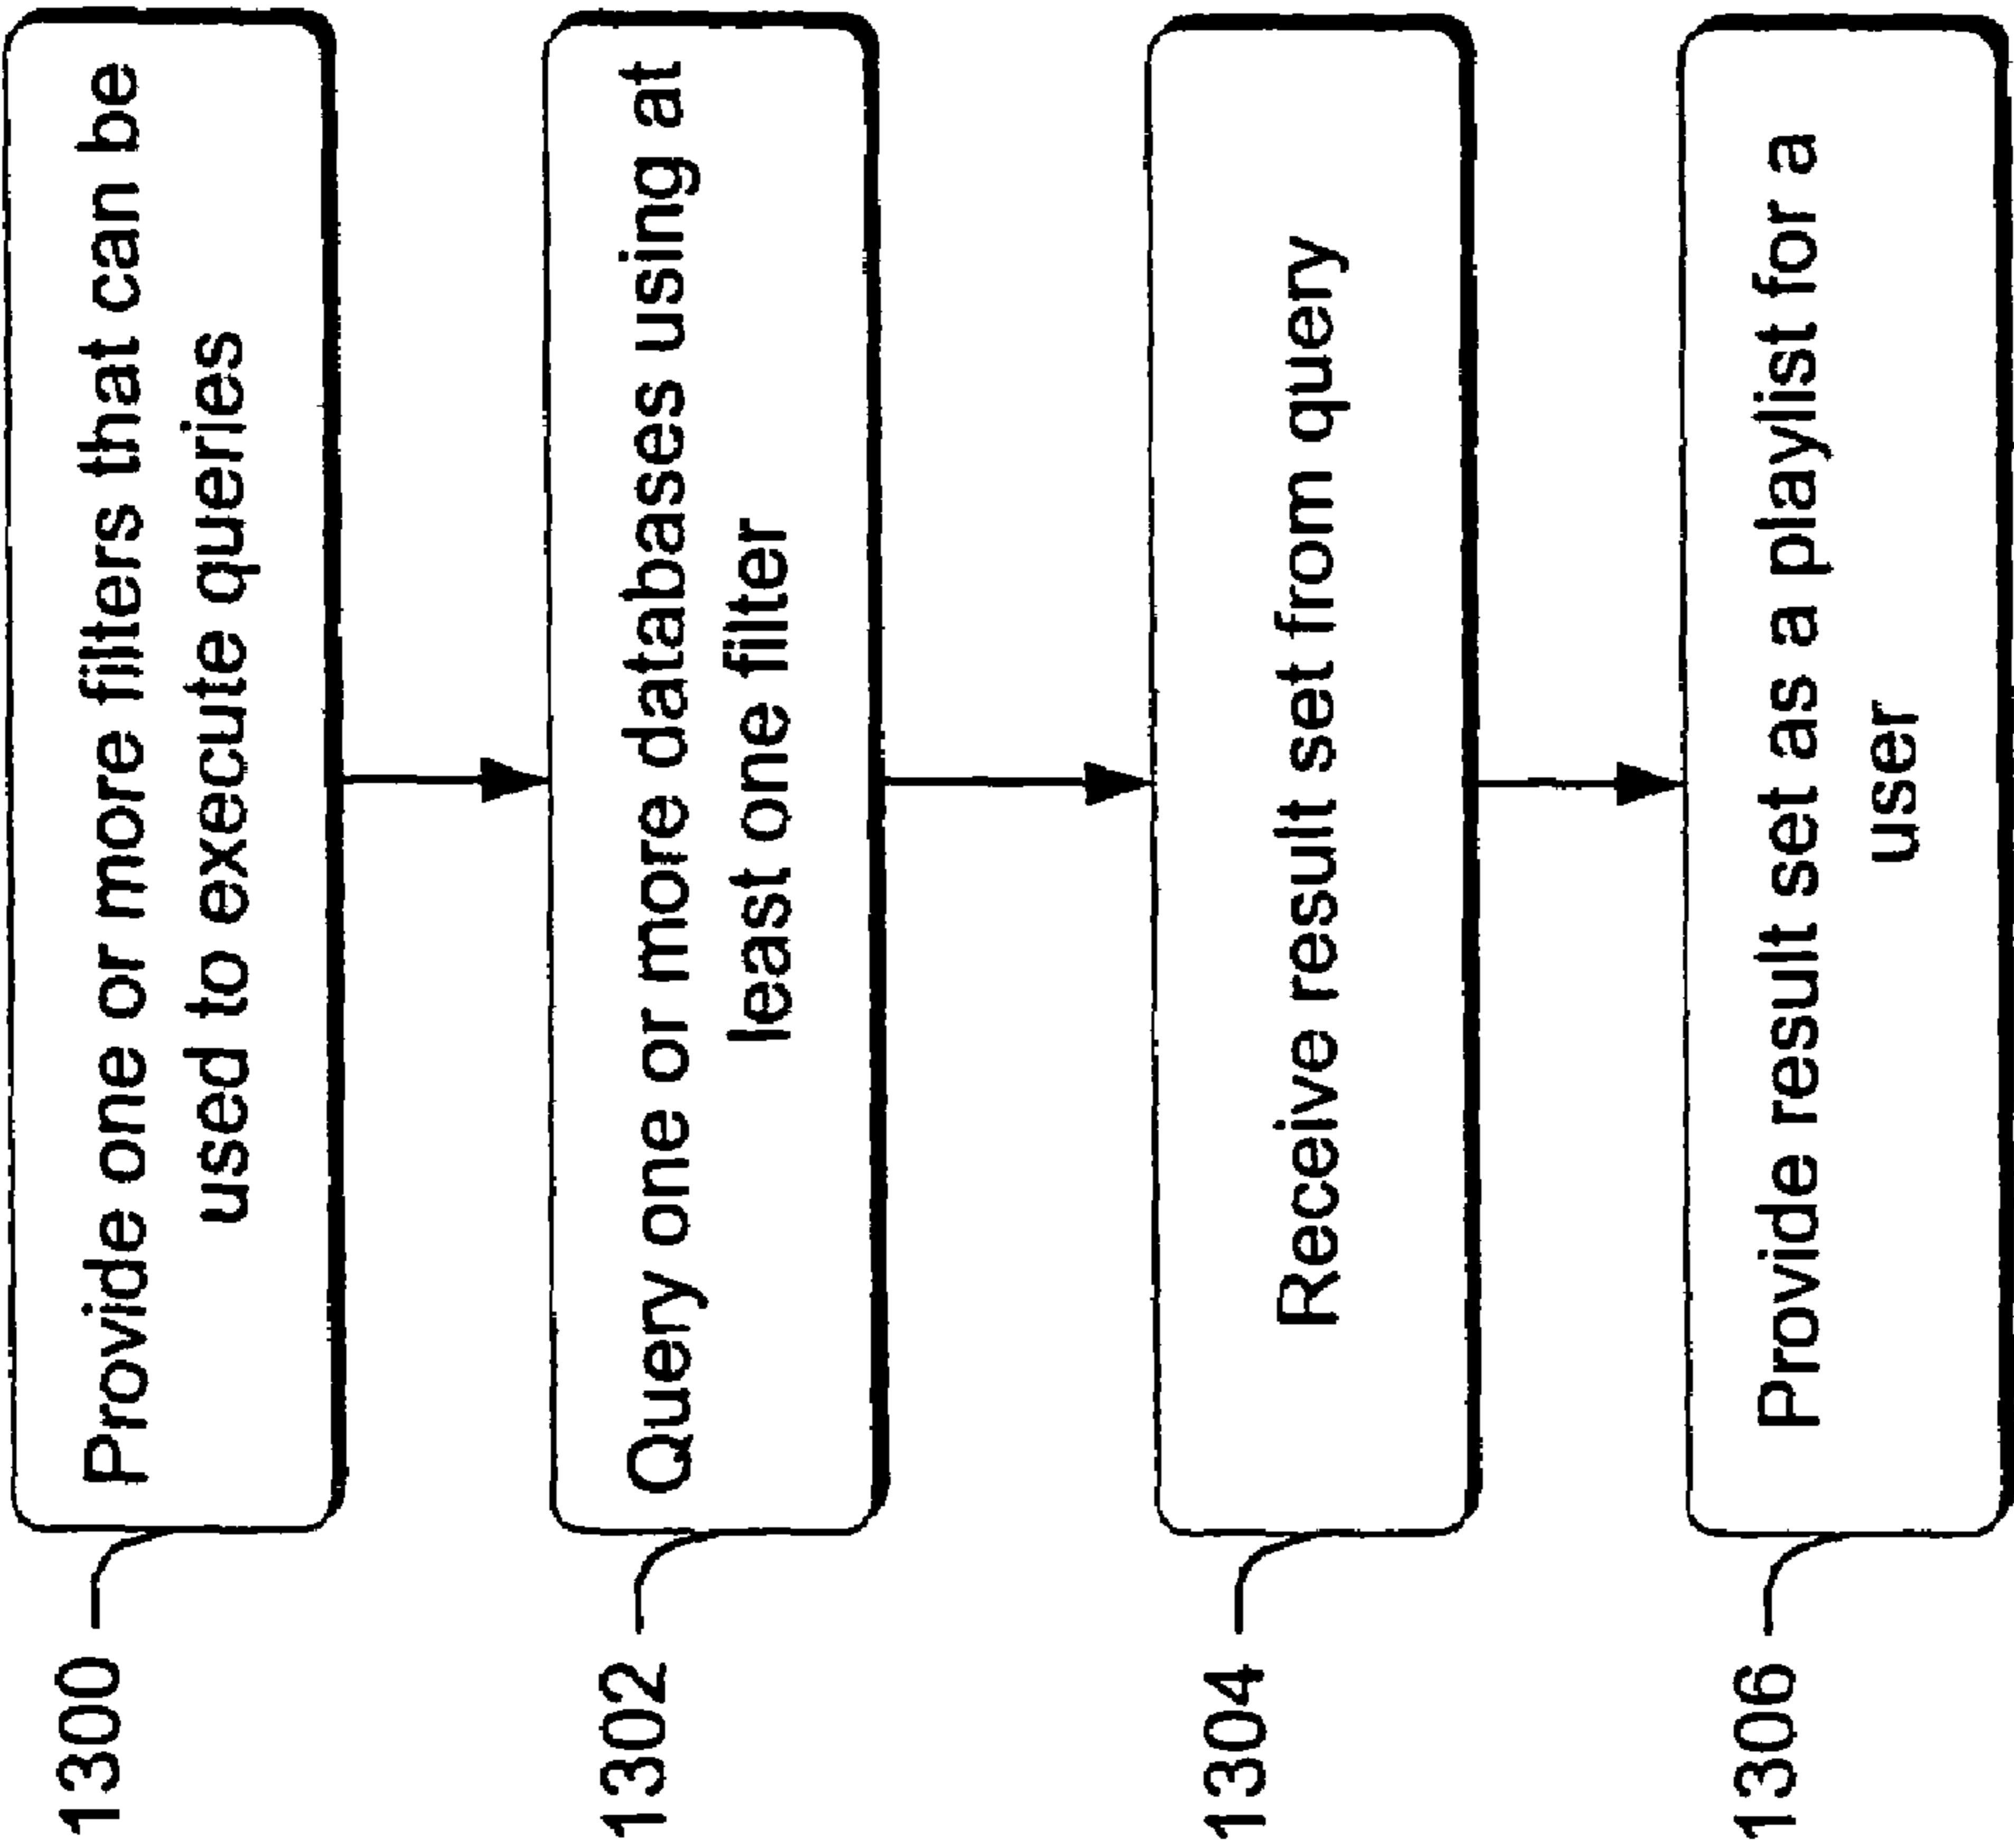 1300
Provide one or more filters that can be
used to execute queries
1302
Query one or more databases using at
least one filter
1304
Receive result set from query
1306
Provide result set as a playlist for a
user